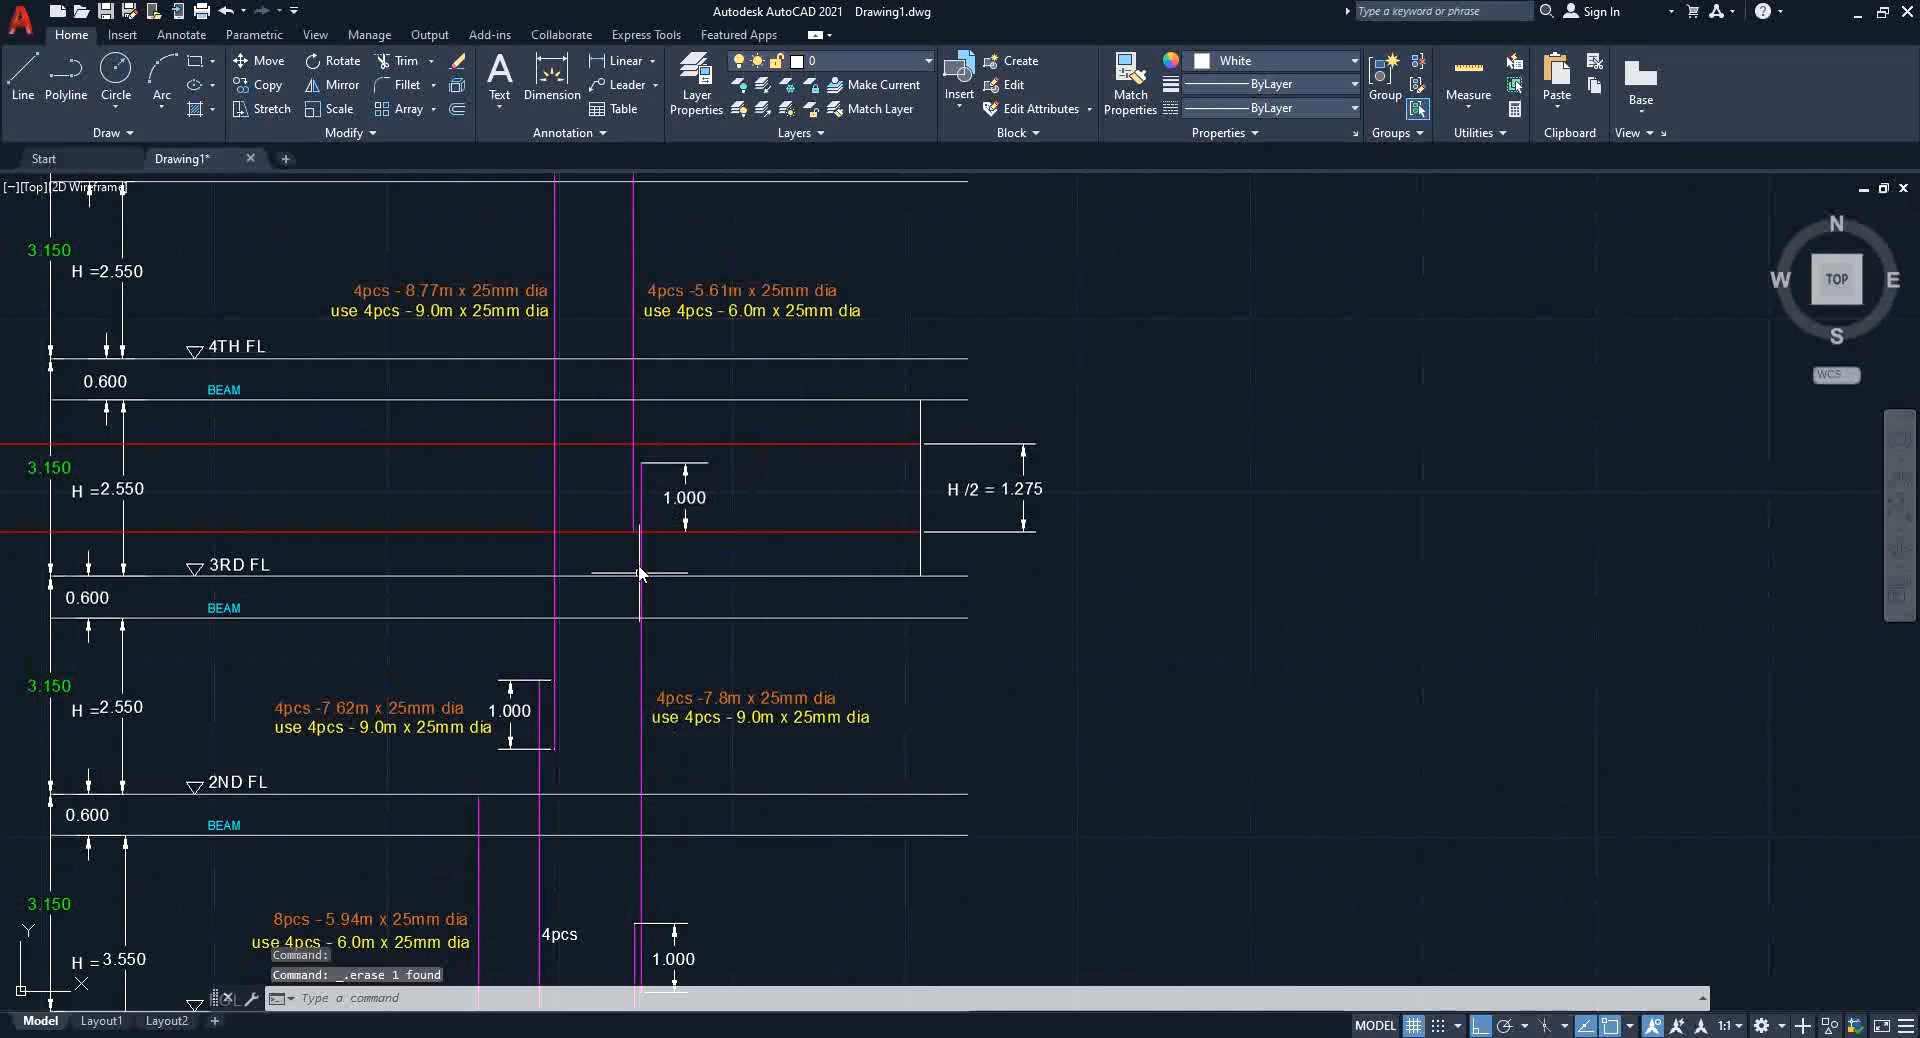 Autodesk AutoCAD 2021 Drawing1.dwg
Type a keyword or phrase
Sign In
Home Insert Annotate Parametric View Manage Output Add-ins Collaborate Express Tools Featured Apps
Line Polyline Circle Arc
Move Rotate Trim
Copy Mirror Fillet
Stretch Scale Array
Text Dimension
Linear
Leader
Table
Layer Properties
0
Make Current
Match Layer
Insert
Create
Edit
Edit Attributes
Match Properties
White
ByLayer
ByLayer
Group
Measure
Paste
Base
Draw Modify Annotation Layers Block Properties Groups Utilities Clipboard View
Start Drawing1*
[−][Top][2D Wireframe]
N
W TOP E
S
WCS
3.150
H =2.550
4pcs - 8.77m x 25mm dia
use 4pcs - 9.0m x 25mm dia
4pcs -5.61m x 25mm dia
use 4pcs - 6.0m x 25mm dia
4TH FL
0.600
BEAM
3.150
H =2.550
1.000
H /2 = 1.275
3RD FL
0.600
BEAM
3.150
H =2.550
4pcs -7.62m x 25mm dia
use 4pcs - 9.0m x 25mm dia
1.000
4pcs -7.8m x 25mm dia
use 4pcs - 9.0m x 25mm dia
2ND FL
0.600
BEAM
3.150
8pcs - 5.94m x 25mm dia
use 4pcs - 6.0m x 25mm dia
4pcs
1.000
H = 3.550
Y
X
Command:
Command: _.erase 1 found
Type a command
Model Layout1 Layout2
MODEL
1:1